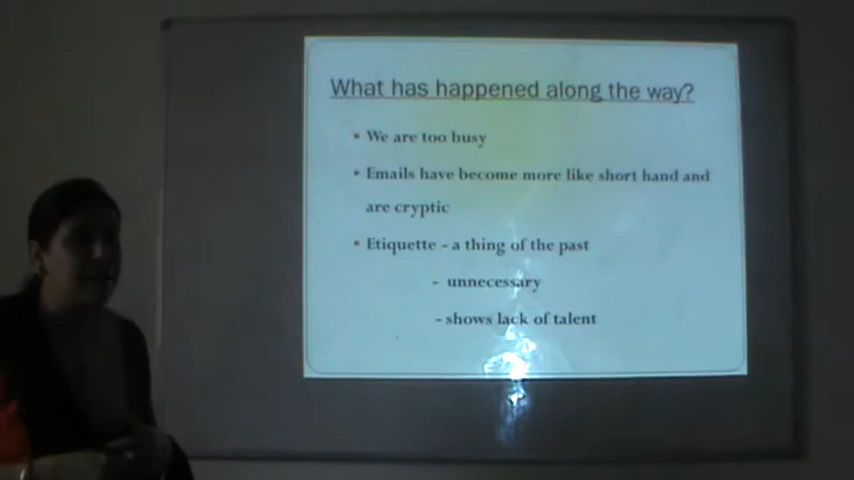 What has happened along the way?
• We are too busy
• Emails have become more like short hand and
are cryptic
• Etiquette - a thing of the past
- unnecessary
- shows lack of talent